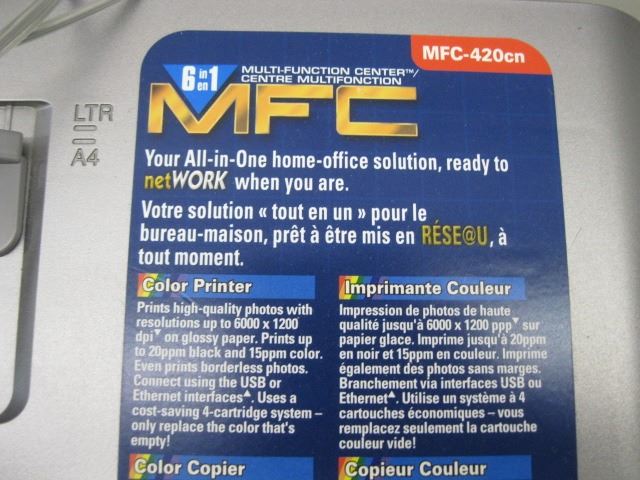 MFC-420cn
6 in en 1
MULTI-FUNCTION CENTER™/
CENTRE MULTIFONCTION
MFC
LTR
A4
Your All-in-One home-office solution, ready to
netWORK when you are.
Votre solution « tout en un » pour le
bureau-maison, prêt à être mis en RÉSE@U, à
tout moment.
Color Printer
Prints high-quality photos with
resolutions up to 6000 x 1200
dpi▼ on glossy paper. Prints up
to 20ppm black and 15ppm color.
Even prints borderless photos.
Connect using the USB or
Ethernet interfaces▲. Uses a
cost-saving 4-cartridge system –
only replace the color that's
empty!
Imprimante Couleur
Impression de photos de haute
qualité jusqu'à 6000 x 1200 ppp▼ sur
papier glace. Imprime jusqu'à 20ppm
en noir et 15ppm en couleur. Imprime
également des photos sans marges.
Branchement via interfaces USB ou
Ethernet▲. Utilise un système à 4
cartouches économiques – vous
remplacez seulement la cartouche
couleur vide!
Color Copier
Copieur Couleur